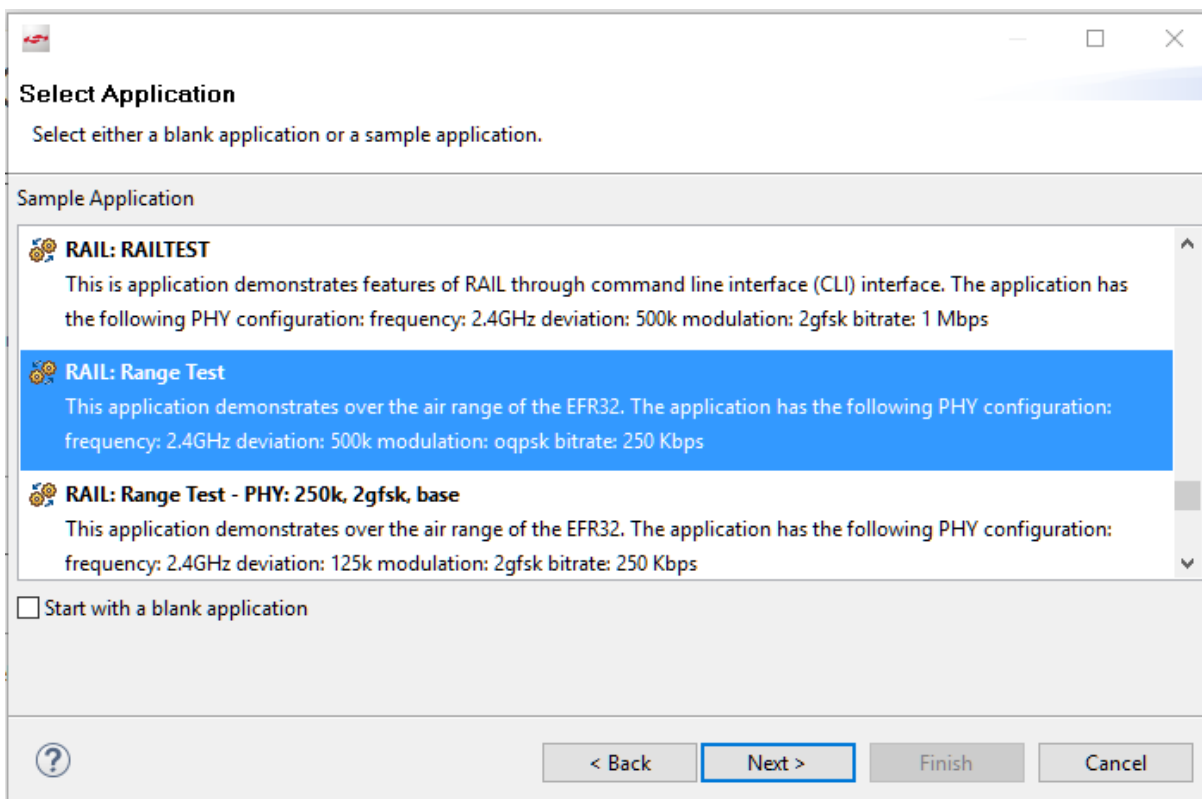 Select Application
Select either a blank application or a sample application.
Sample Application
RAIL: RAILTEST
This is application demonstrates features of RAIL through command line interface (CLI) interface. The application has
the following PHY configuration: frequency: 2.4GHz deviation: 500k modulation: 2gfsk bitrate: 1 Mbps
RAIL: Range Test
This application demonstrates over the air range of the EFR32. The application has the following PHY configuration:
frequency: 2.4GHz deviation: 500k modulation: oqpsk bitrate: 250 Kbps
RAIL: Range Test - PHY: 250k, 2gfsk, base
This application demonstrates over the air range of the EFR32. The application has the following PHY configuration:
frequency: 2.4GHz deviation: 125k modulation: 2gfsk bitrate: 250 Kbps
Start with a blank application
? < Back Next > Finish Cancel